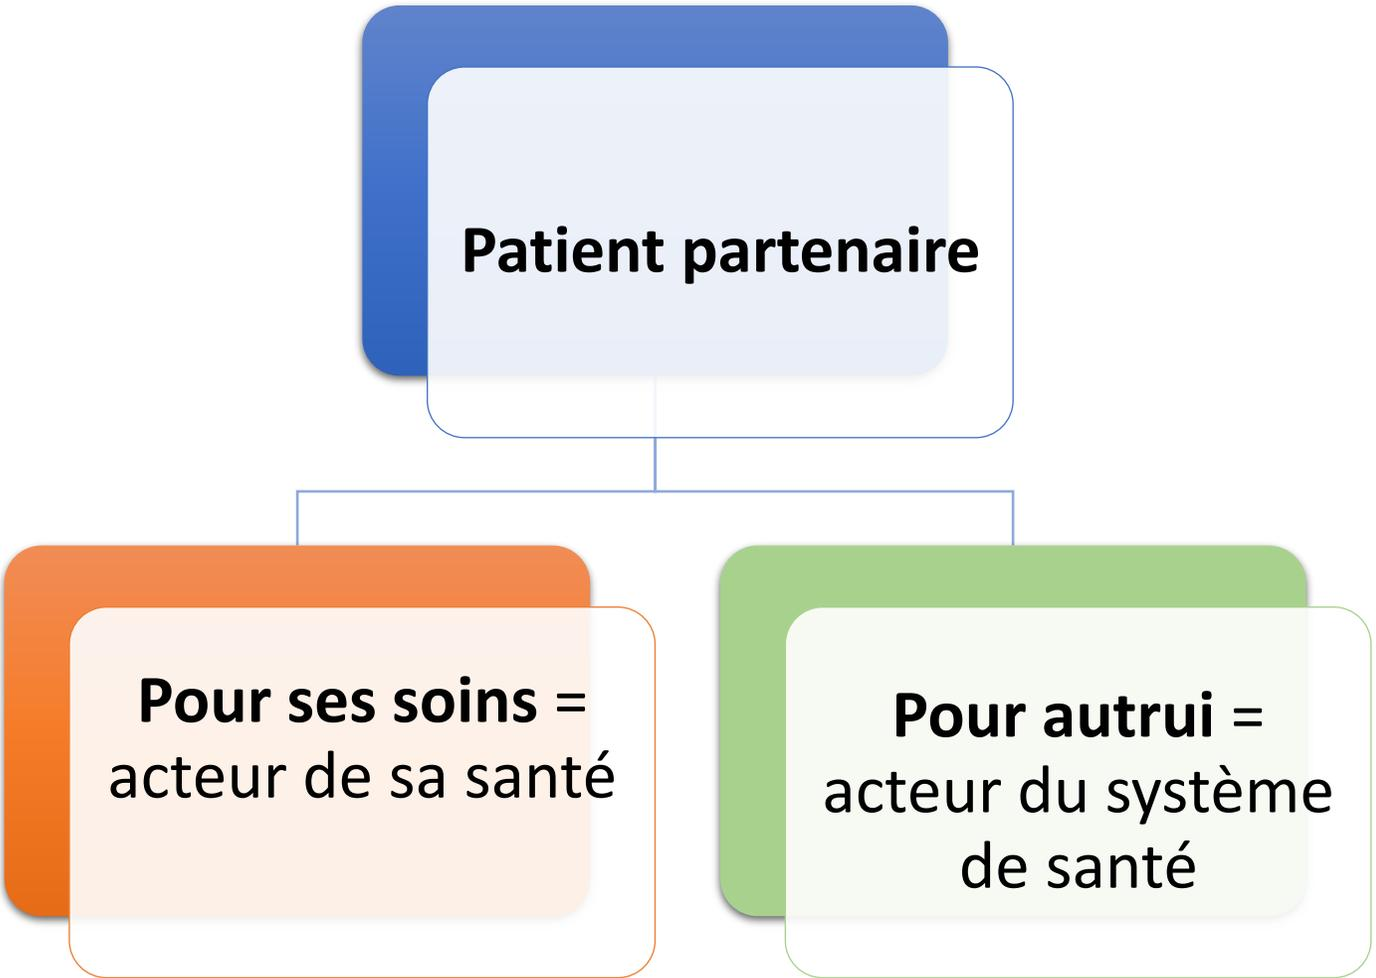 Patient partenaire
Pour ses soins =
acteur de sa santé
Pour autrui =
acteur du système
de santé